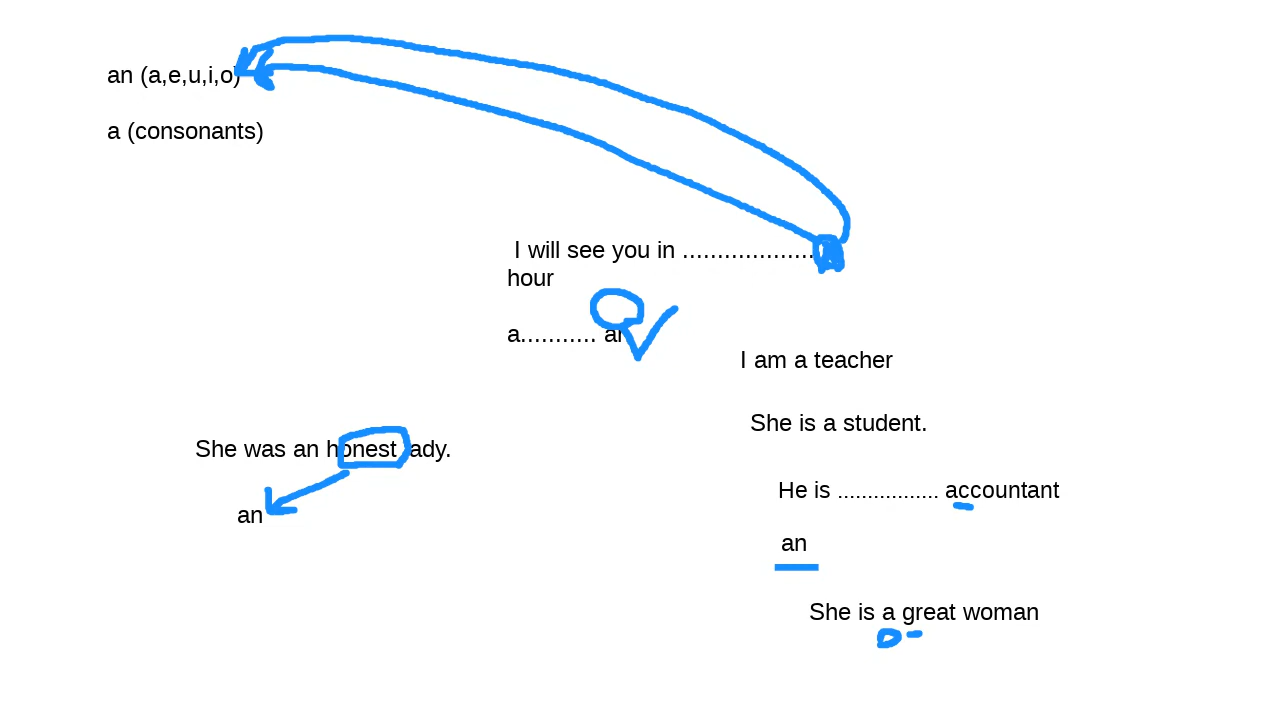 an (a,e,u,i,o)
a (consonants)
I will see you in ...................
hour
a........... an
I am a teacher
She is a student.
She was an honest lady.
He is ................. accountant
an
an
She is a great woman